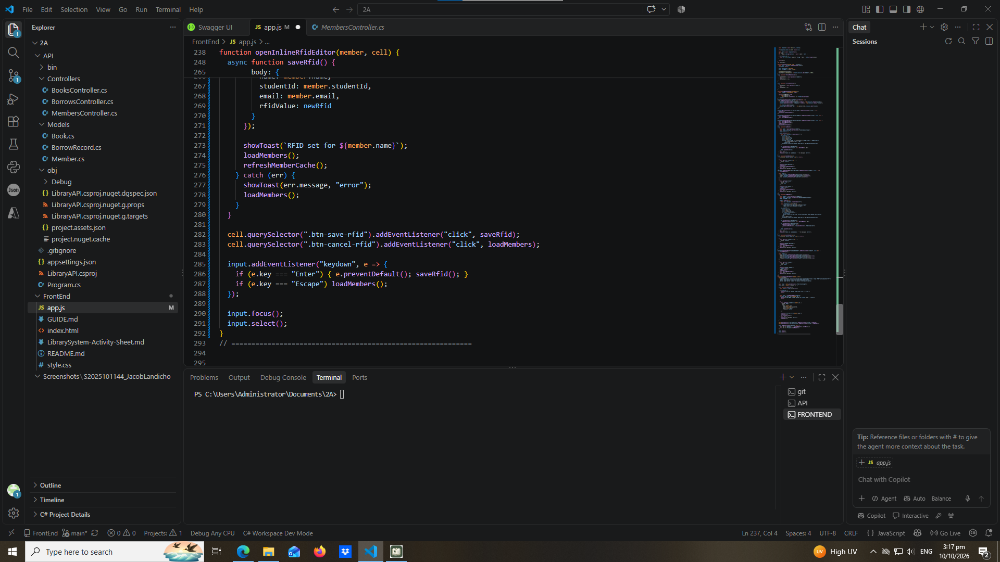 File Edit Selection View Go Run Terminal Help
2A
Explorer
1
2A
API
bin
Controllers
C# BooksController.cs
C# BorrowsController.cs
C# MembersController.cs
Models
C# Book.cs
C# BorrowRecord.cs
C# Member.cs
obj
Debug
{} LibraryAPI.csproj.nuget.dgspec.json
LibraryAPI.csproj.nuget.g.props
LibraryAPI.csproj.nuget.g.targets
{} project.assets.json
project.nuget.cache
.gitignore
{} appsettings.json
LibraryAPI.csproj
C# Program.cs
FrontEnd
JS app.js M
GUIDE.md
<> index.html
LibrarySystem-Activity-Sheet.md
README.md
# style.css
Screenshots\S2025101144_JacobLandicho
Outline
Timeline
C# Project Details
1
Json
1
Swagger UI
JS app.js M
C# MembersController.cs
FrontEnd > JS app.js > ...
238 function openInlineRfidEditor(member, cell) {
248 async function saveRfid() {
265 body: {
267 studentId: member.studentId,
268 email: member.email,
269 rfidValue: newRfid
270 }
271 });
272
273 showToast(`RFID set for ${member.name}`);
274 loadMembers();
275 refreshMemberCache();
276 } catch (err) {
277 showToast(err.message, "error");
278 loadMembers();
279 }
280 }
281
282 cell.querySelector(".btn-save-rfid").addEventListener("click", saveRfid);
283 cell.querySelector(".btn-cancel-rfid").addEventListener("click", loadMembers);
284
285 input.addEventListener("keydown", e => {
286 if (e.key === "Enter") { e.preventDefault(); saveRfid(); }
287 if (e.key === "Escape") loadMembers();
288 });
289
290 input.focus();
291 input.select();
292 }
293 // ============================================================
294
295
Problems Output Debug Console Terminal Ports
PS C:\Users\Administrator\Documents\2A>
git
API
FRONTEND
Chat
Sessions
Tip: Reference files or folders with # to give
the agent more context about the task.
JS app.js
Chat with Copilot
Agent Auto Balance
Copilot Interactive
FrontEnd main* 0 0 Projects: 1 Debug Any CPU C# Workspace Dev Mode
Ln 237, Col 4 Spaces: 4 UTF-8 CRLF {} JavaScript Go Live
Type here to search
UV High UV
ENG
3:17 pm
10/10/2026
2